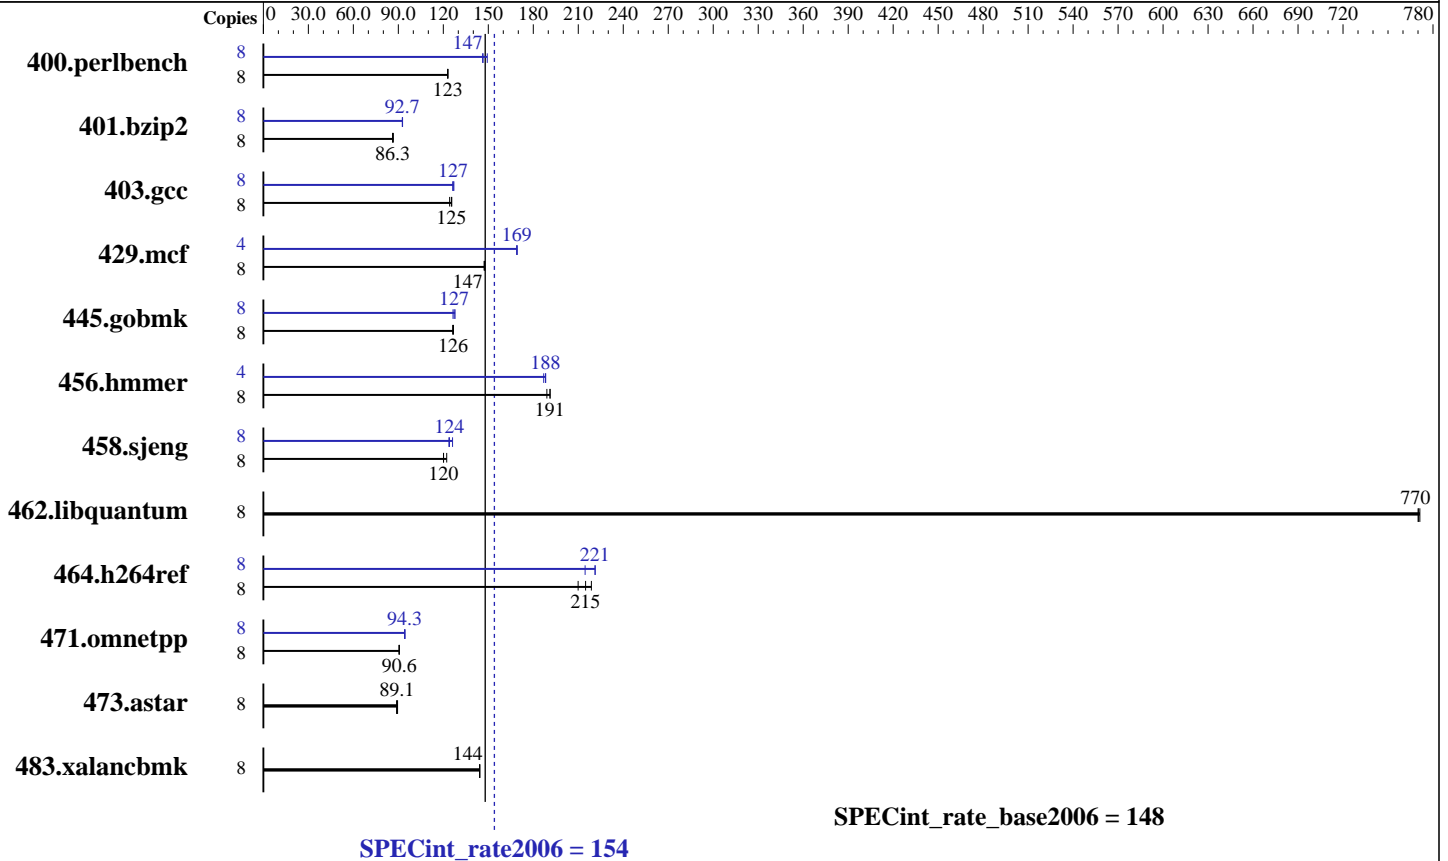 Copies 0 30.0 60.0 90.0 120 150 180 210 240 270 300 330 360 390 420 450 480 510 540 570 600 630 660 690 720 780
400.perlbench 8 147
8 123
401.bzip2 8 92.7
8 86.3
403.gcc 8 127
8 125
429.mcf 4 169
8 147
445.gobmk 8 127
8 126
456.hmmer 4 188
8 191
458.sjeng 8 124
8 120
462.libquantum 8 770
464.h264ref 8 221
8 215
471.omnetpp 8 94.3
8 90.6
473.astar 8 89.1
483.xalancbmk 8 144
SPECint_rate_base2006 = 148
SPECint_rate2006 = 154